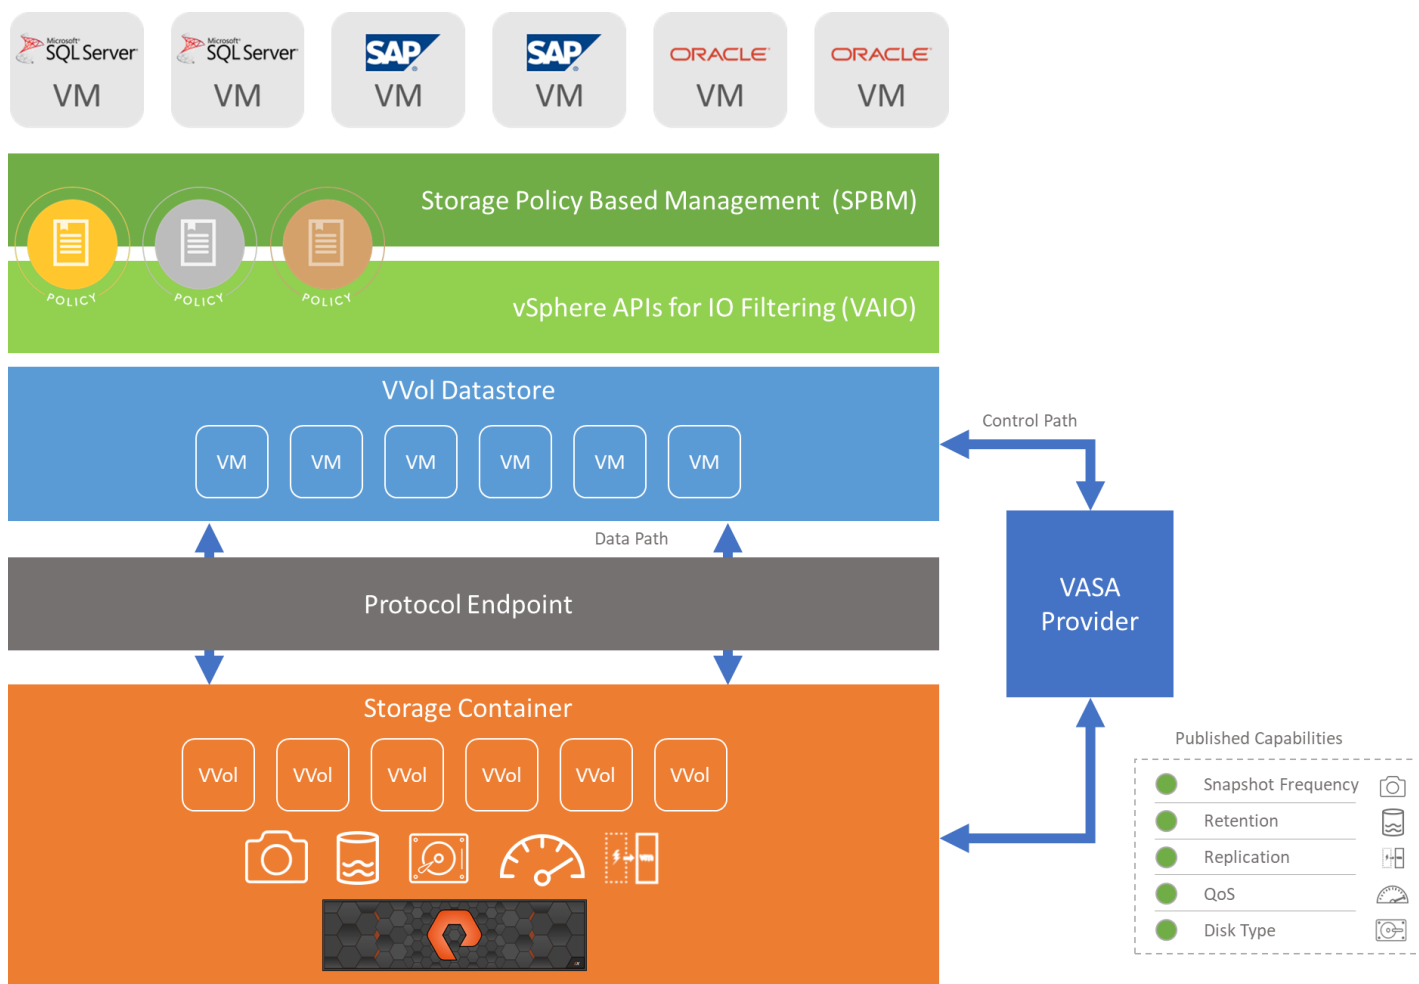 Microsoft®
SQL Server®
VM
Microsoft®
SQL Server®
VM
SAP®
VM
SAP®
VM
ORACLE®
VM
ORACLE®
VM
Storage Policy Based Management (SPBM)
POLICY
POLICY
POLICY
vSphere APIs for IO Filtering (VAIO)
VVol Datastore
VM
VM
VM
VM
VM
VM
Control Path
Data Path
Protocol Endpoint
VASA
Provider
Storage Container
VVol
VVol
VVol
VVol
VVol
VVol
Published Capabilities
Snapshot Frequency
Retention
Replication
QoS
Disk Type